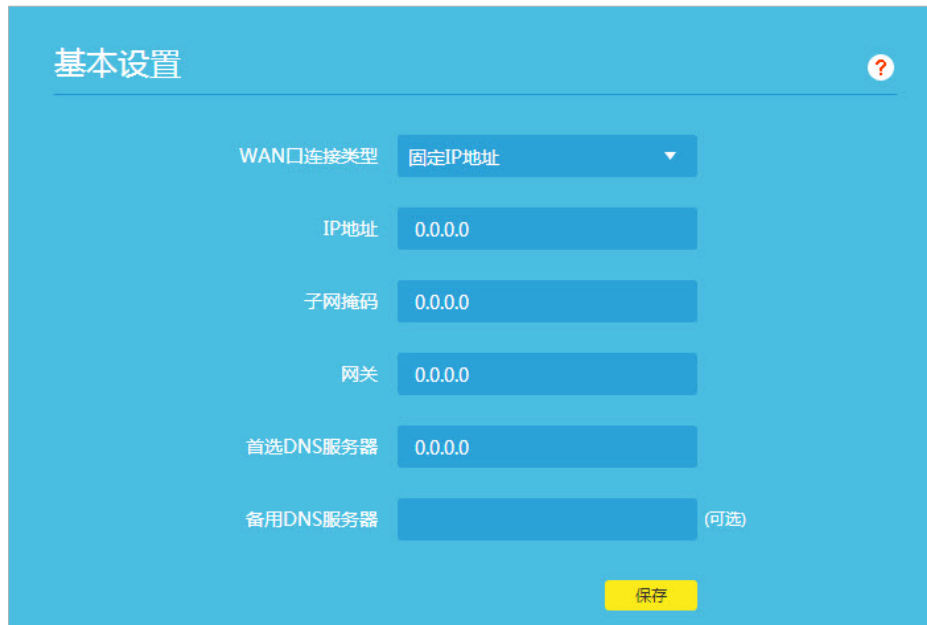 基本设置
?
WAN口连接类型 固定IP地址
IP地址 0.0.0.0
子网掩码 0.0.0.0
网关 0.0.0.0
首选DNS服务器 0.0.0.0
备用DNS服务器 (可选)
保存